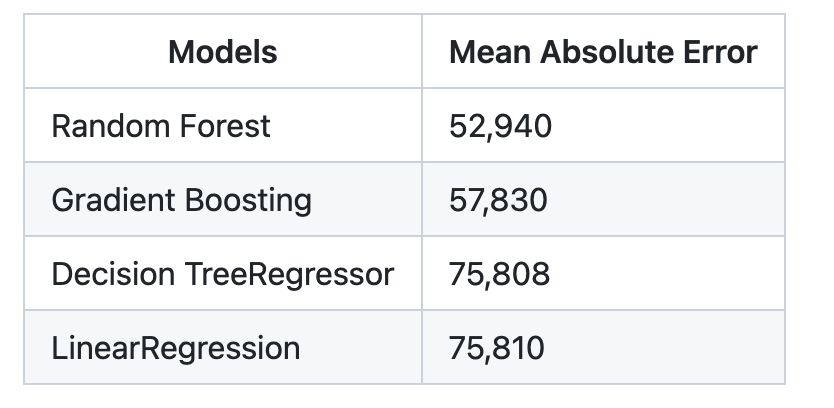 Models Mean Absolute Error
Random Forest 52,940
Gradient Boosting 57,830
Decision TreeRegressor 75,808
LinearRegression 75,810